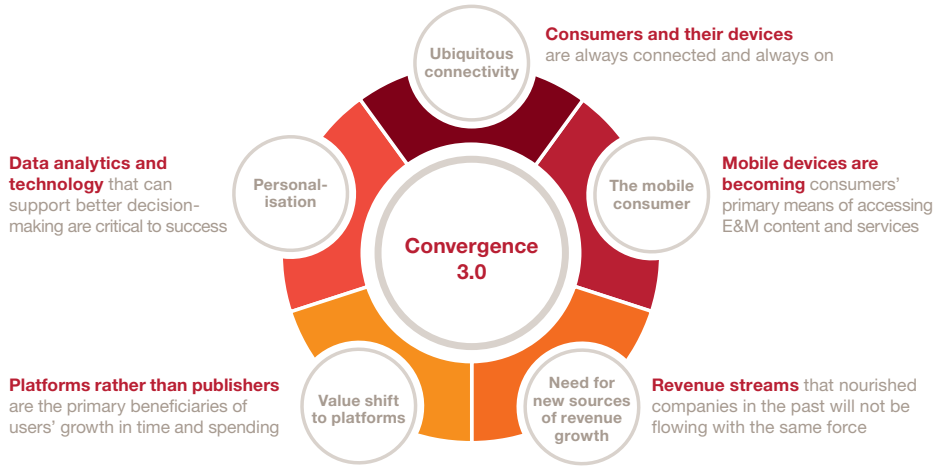 Ubiquitous
connectivity
Consumers and their devices
are always connected and always on
The mobile
consumer
Mobile devices are
becoming consumers'
primary means of accessing
E&M content and services
Need for
new sources
of revenue
growth
Revenue streams that nourished
companies in the past will not be
flowing with the same force
Value shift
to platforms
Platforms rather than publishers
are the primary beneficiaries of
users' growth in time and spending
Personal-
isation
Data analytics and
technology that can
support better decision-
making are critical to success
Convergence
3.0